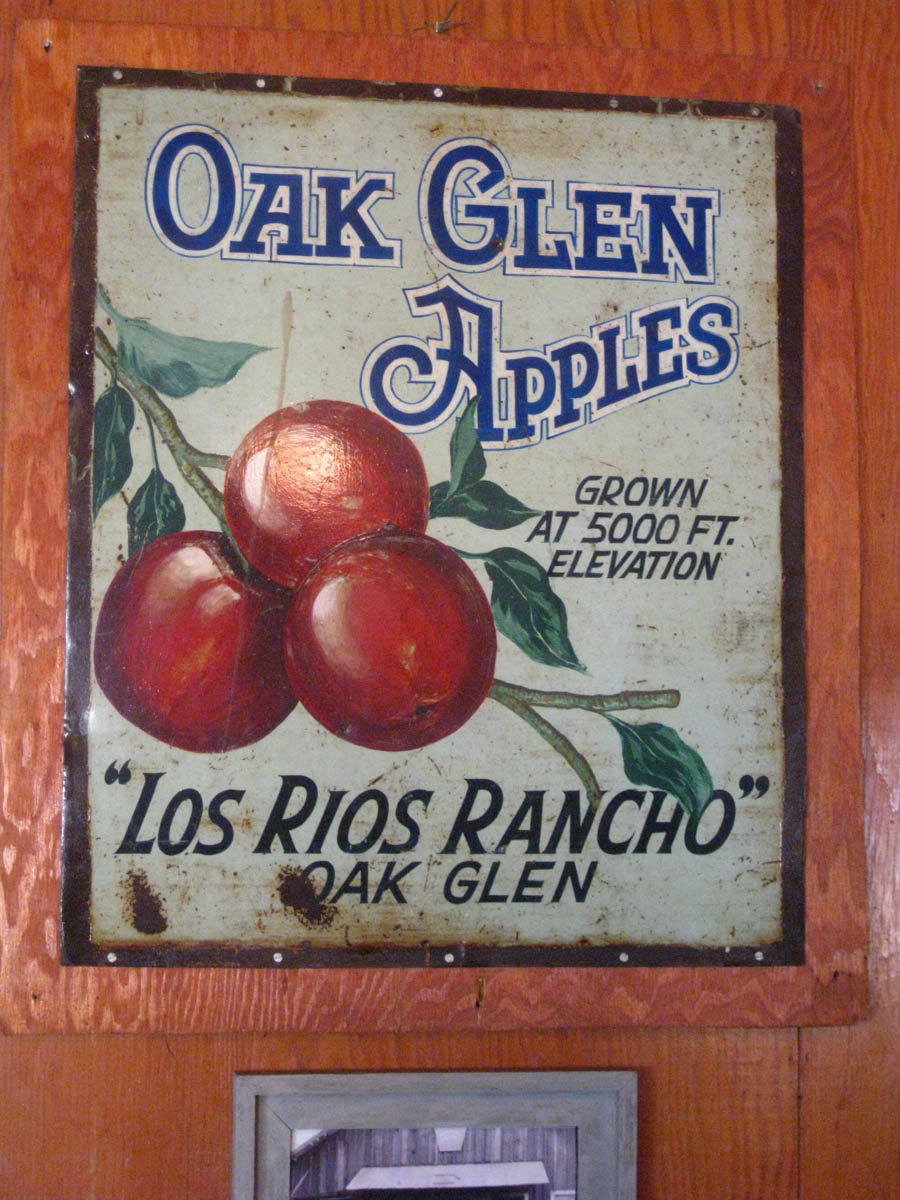 OAK GLEN
APPLES
GROWN
AT 5000 FT.
ELEVATION
"LOS RIOS RANCHO"
OAK GLEN